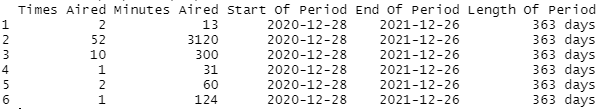 Times Aired Minutes Aired Start Of Period End Of Period Length Of Period
1 2 13 2020-12-28 2021-12-26 363 days
2 52 3120 2020-12-28 2021-12-26 363 days
3 10 300 2020-12-28 2021-12-26 363 days
4 1 31 2020-12-28 2021-12-26 363 days
5 2 60 2020-12-28 2021-12-26 363 days
6 1 124 2020-12-28 2021-12-26 363 days